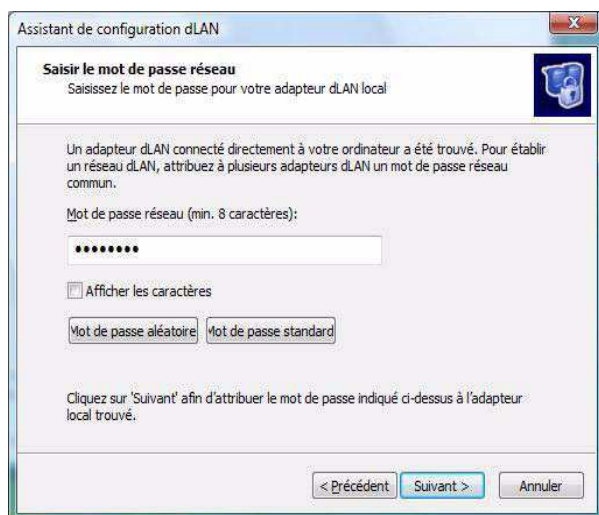 Assistant de configuration dLAN
Saisir le mot de passe réseau
Saisissez le mot de passe pour votre adapteur dLAN local
Un adapteur dLAN connecté directement à votre ordinateur a été trouvé. Pour établir
un réseau dLAN, attribuez à plusieurs adapteurs dLAN un mot de passe réseau
commun.
Mot de passe réseau (min. 8 caractères):
••••••••
Afficher les caractères
Mot de passe aléatoire Mot de passe standard
Cliquez sur 'Suivant' afin d'attribuer le mot de passe indiqué ci-dessus à l'adapteur
local trouvé.
< Précédent Suivant > Annuler